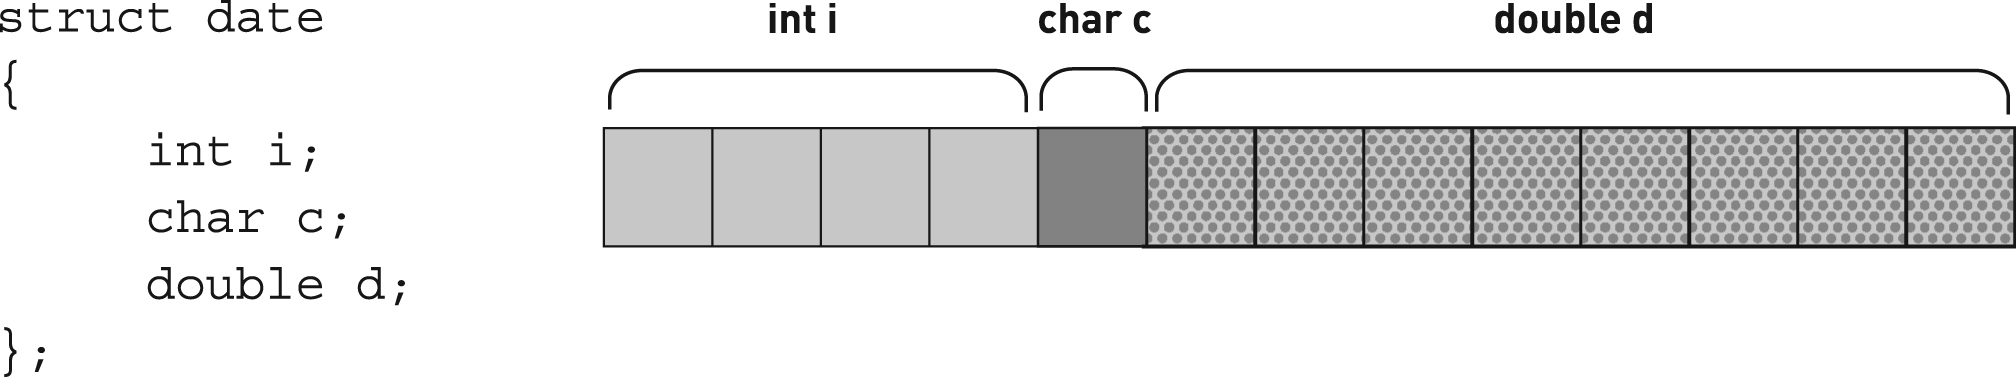 struct date
{
int i;
char c;
double d;
};
int i
char c
double d